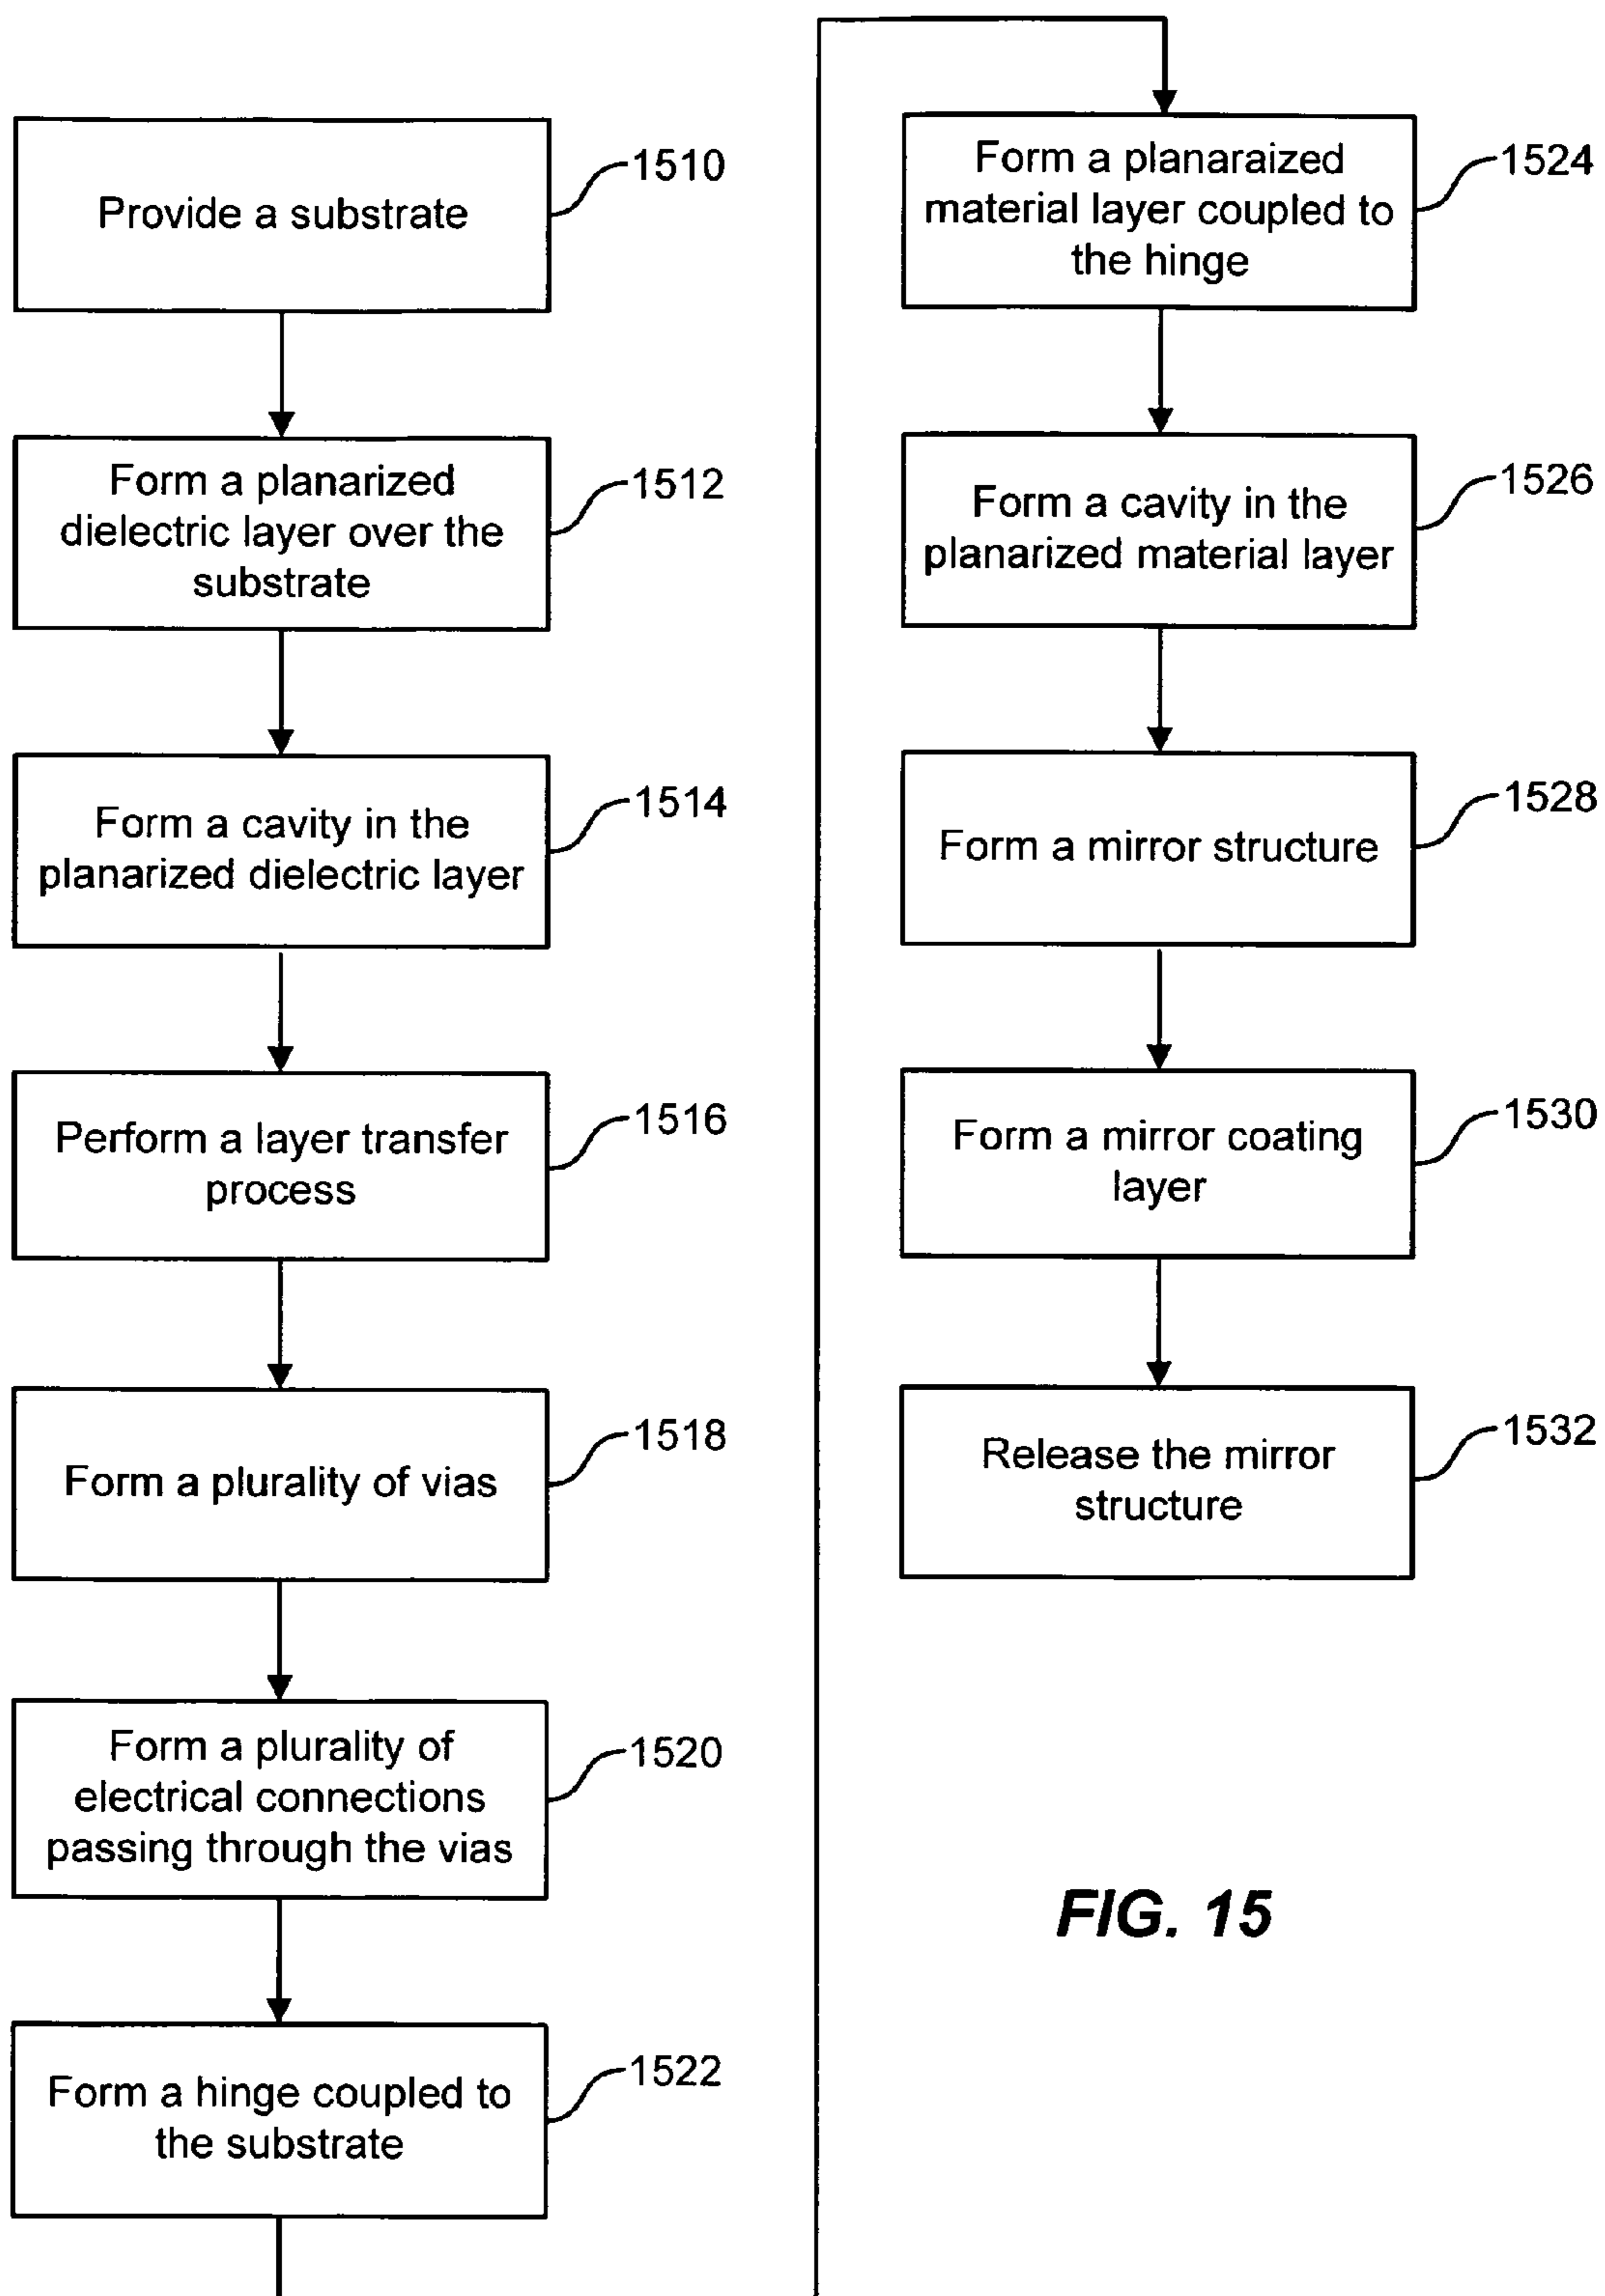 Provide a substrate
1510
Form a planarized
dielectric layer over the
substrate
1512
Form a cavity in the
planarized dielectric layer
1514
Perform a layer transfer
process
1516
Form a plurality of vias
1518
Form a plurality of
electrical connections
passing through the vias
1520
Form a hinge coupled to
the substrate
1522
Form a planaraized
material layer coupled to
the hinge
1524
Form a cavity in the
planarized material layer
1526
Form a mirror structure
1528
Form a mirror coating
layer
1530
Release the mirror
structure
1532
FIG. 15